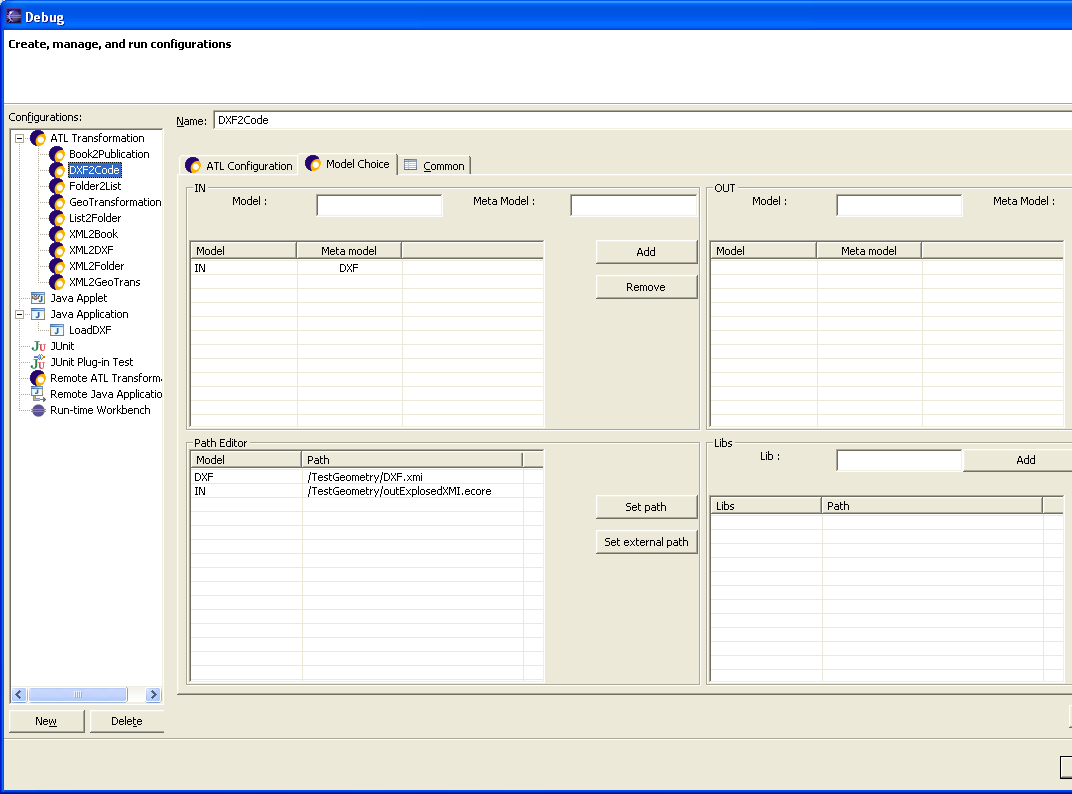 Debug
Create, manage, and run configurations
Configurations:
Name: DXF2Code
ATL Transformation
Book2Publication
DXF2Code
Folder2List
GeoTransformation
List2Folder
XML2Book
XML2DXF
XML2Folder
XML2GeoTrans
Java Applet
Java Application
LoadDXF
JUnit
JUnit Plug-in Test
Remote ATL Transform
Remote Java Applicatio
Run-time Workbench
New Delete
ATL Configuration Model Choice Common
IN
Model : Meta Model :
Model Meta model
IN DXF
Add
Remove
OUT
Model : Meta Model :
Model Meta model
Path Editor
Model Path
DXF /TestGeometry/DXF.xmi
IN /TestGeometry/outExplosedXMI.ecore
Set path
Set external path
Libs
Lib : Add
Libs Path